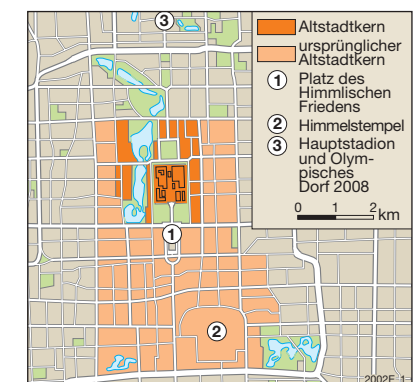 3
Altstadtkern
ursprünglicher
Altstadtkern
1 Platz des
Himmlischen
Friedens
2 Himmelstempel
3 Hauptstadion
und Olym-
pisches
Dorf 2008
0 1 2 km
1
2
2002E_1